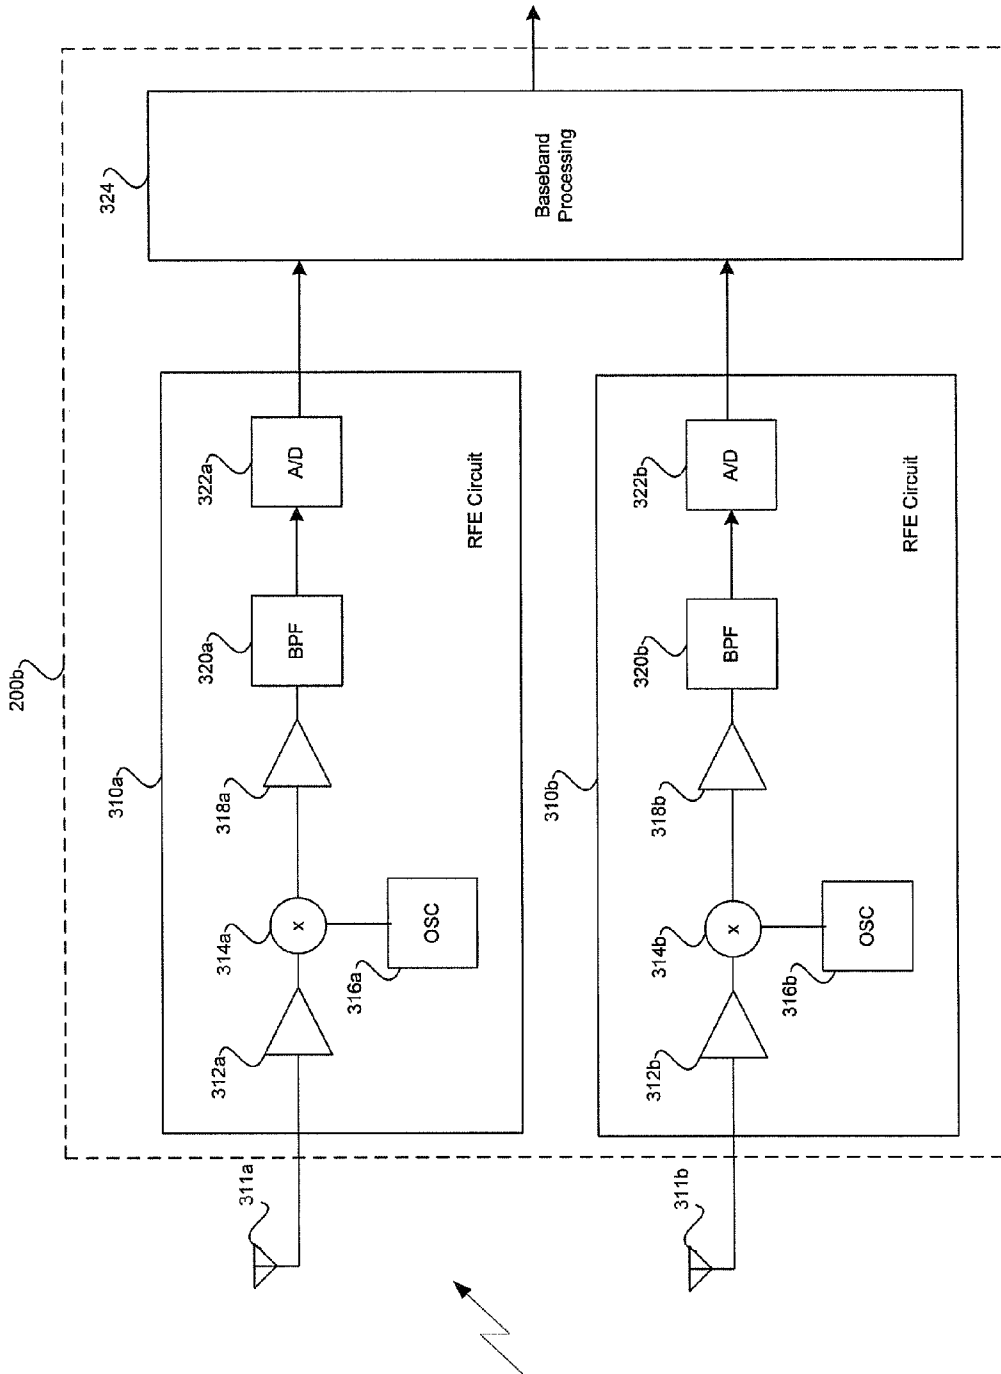 200b
310a
311a
312a
314a
x
316a
OSC
318a
320a
BPF
322a
A/D
RFE Circuit
324
Baseband
Processing
310b
311b
312b
314b
x
316b
OSC
318b
320b
BPF
322b
A/D
RFE Circuit